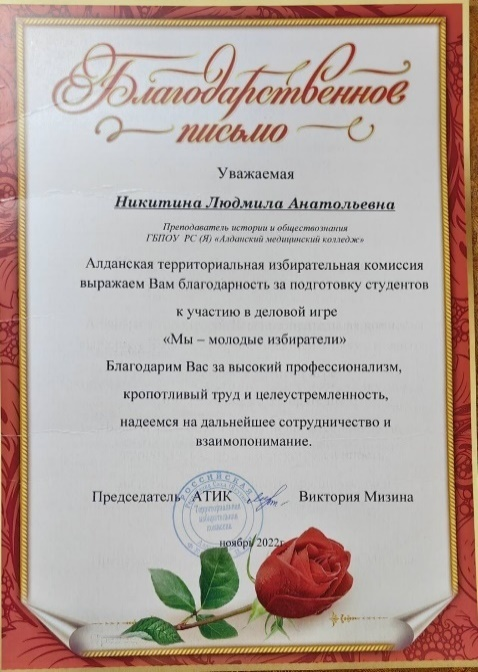 Благодарственное
письмо
Уважаемая
Никитина Людмила Анатольевна
Преподаватель истории и обществознания
ГБПОУ РС (Я) «Алданский медицинский колледж»
Алданская территориальная избирательная комиссия
выражаем Вам благодарность за подготовку студентов
к участию в деловой игре
«Мы – молодые избиратели»
Благодарим Вас за высокий профессионализм,
кропотливый труд и целеустремленность,
надеемся на дальнейшее сотрудничество и
взаимопонимание.
Председатель АТИК Виктория Мизина
РОССИЙСКАЯ
Территориальная
избирательная
комиссия
ноябрь 2022г.